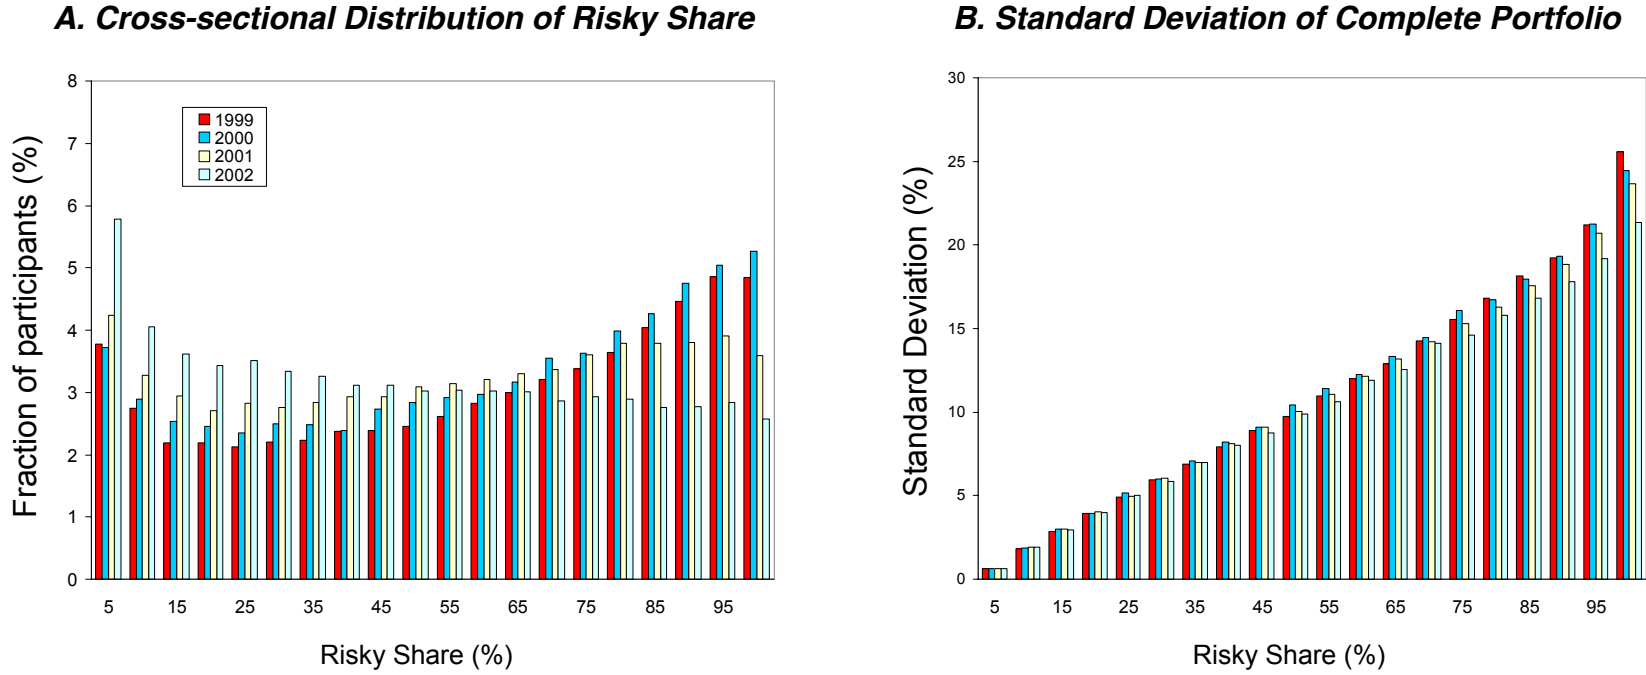 A. Cross-sectional Distribution of Risky Share
8
7
6
5
4
3
2
1
0
Fraction of participants (%)
1999
2000
2001
2002
5 15 25 35 45 55 65 75 85 95
Risky Share (%)
B. Standard Deviation of Complete Portfolio
30
25
20
15
10
5
0
Standard Deviation (%)
5 15 25 35 45 55 65 75 85 95
Risky Share (%)